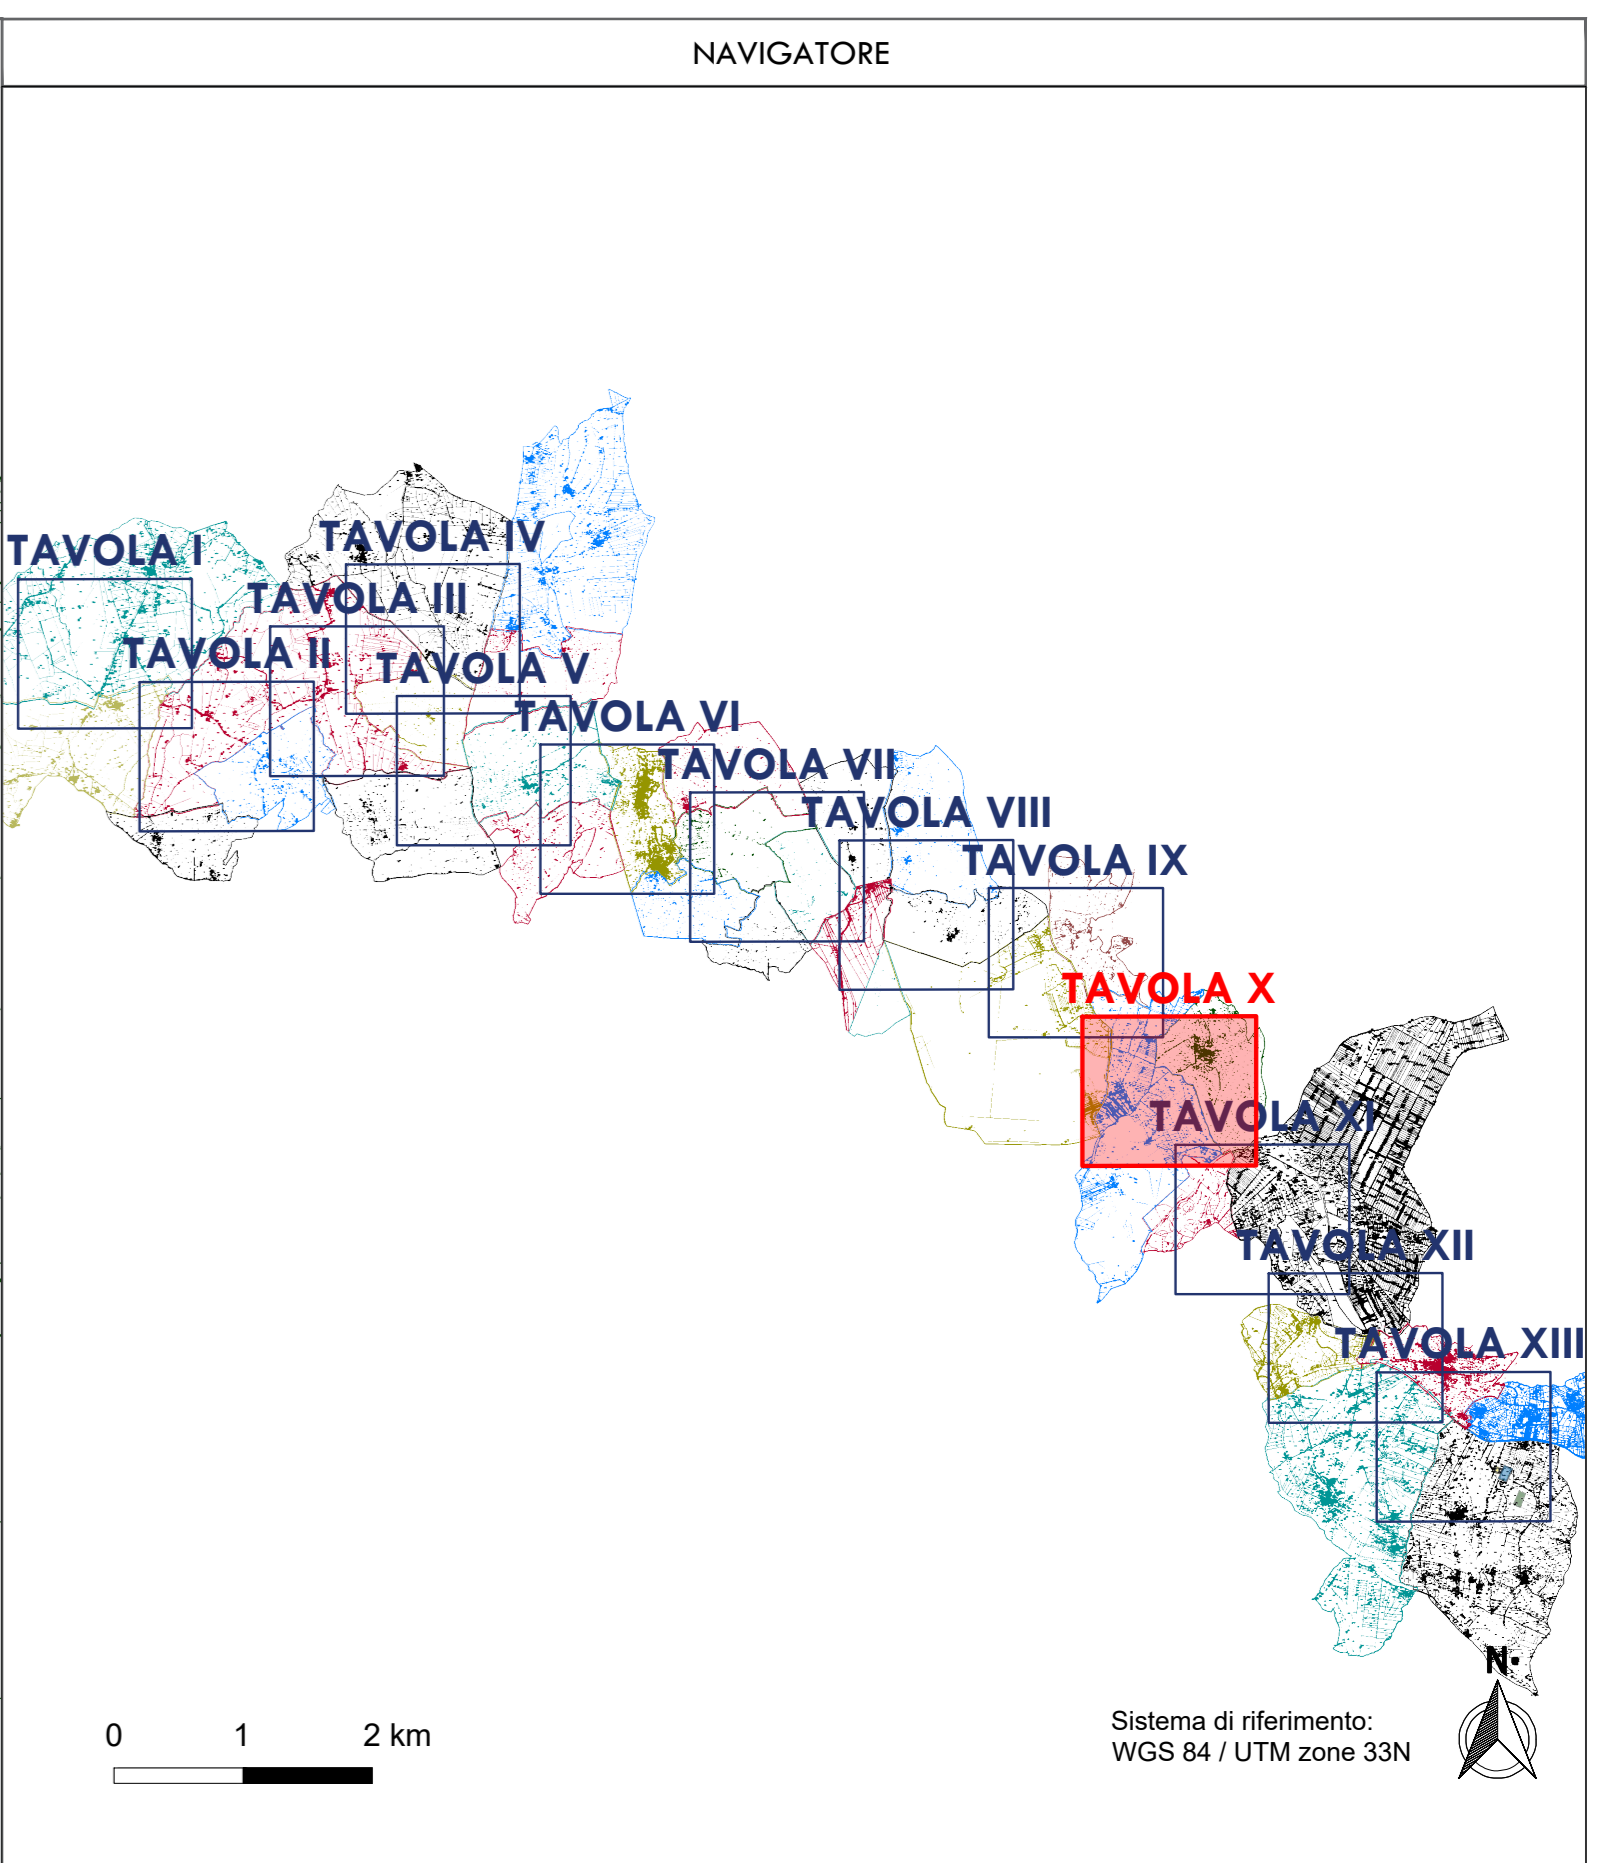 NAVIGATORE
TAVOLA I
TAVOLA IV
TAVOLA III
TAVOLA II
TAVOLA V
TAVOLA VI
TAVOLA VII
TAVOLA VIII
TAVOLA IX
TAVOLA X
TAVOLA XI
TAVOLA XII
TAVOLA XIII
N
0 1 2 km
Sistema di riferimento:
WGS 84 / UTM zone 33N